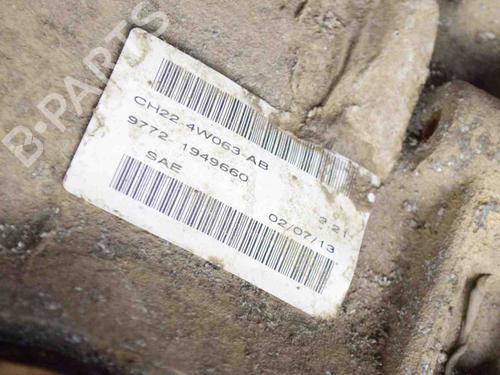 B-PARTS
CH22-4W063-AB
9772 1949660 3.21
SAE 02/07/13